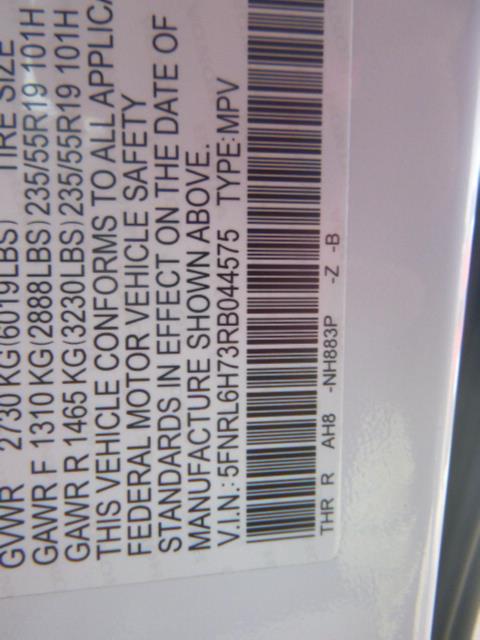 GVWR 2730 KG(6019LBS) TIRE SIZE
GAWR F 1310 KG(2888LBS)235/55R19 101H
GAWR R 1465 KG(3230LBS)235/55R19 101H
THIS VEHICLE CONFORMS TO ALL APPLICA
FEDERAL MOTOR VEHICLE SAFETY
STANDARDS IN EFFECT ON THE DATE OF
MANUFACTURE SHOWN ABOVE.
V.I.N.: 5FNRL6H73RB044575 TYPE:MPV
THR R AH8 -NH883P -Z -B